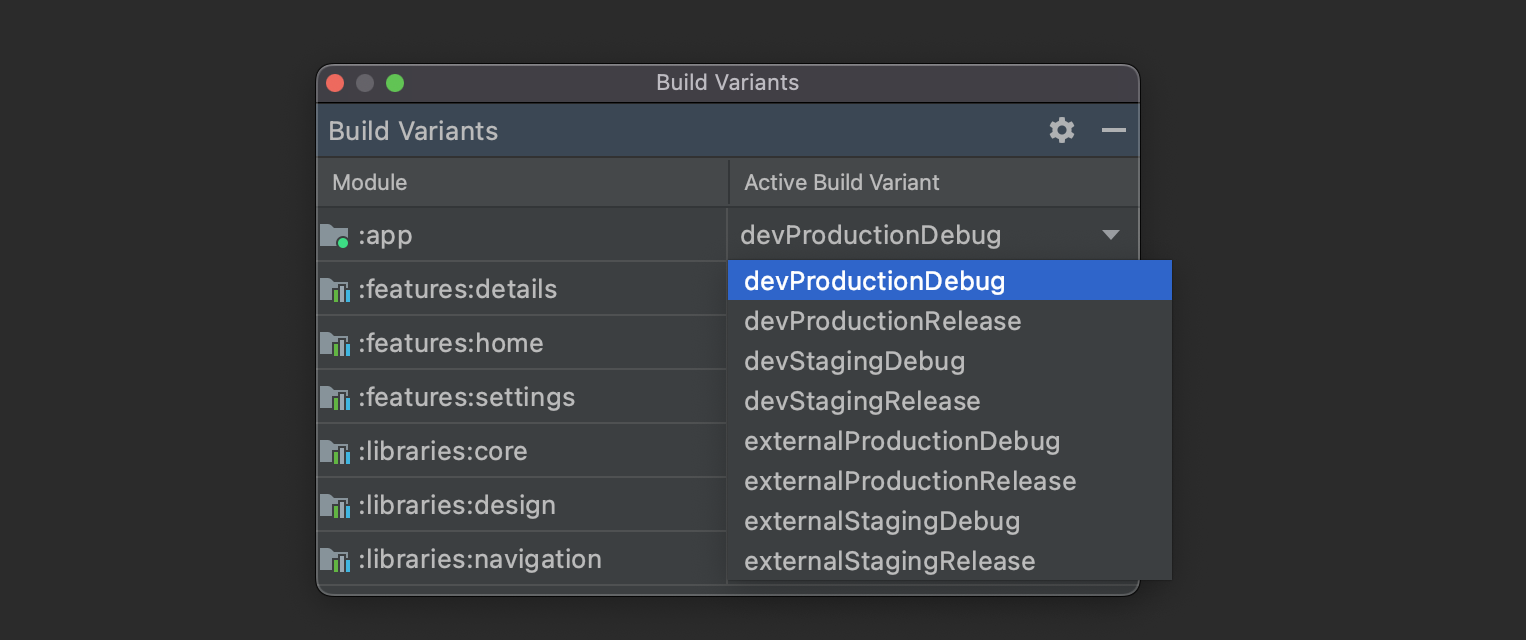 Build Variants
Build Variants
Module Active Build Variant
:app devProductionDebug
:features:details devProductionDebug
devProductionRelease
:features:home devStagingDebug
:features:settings devStagingRelease
:libraries:core externalProductionDebug
externalProductionRelease
:libraries:design externalStagingDebug
:libraries:navigation externalStagingRelease